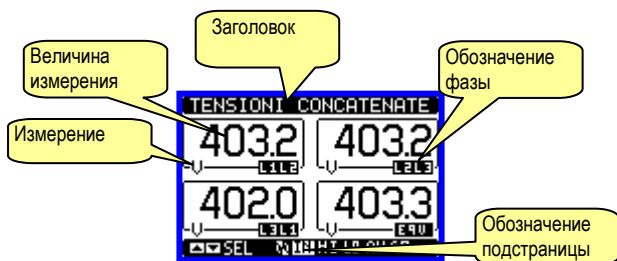 Заголовок
Величина
измерения
Обозначение
фазы
TENSIONI CONCATENATE
Измерение
403.2 403.2
V L1L2 V L2L3
402.0 403.3
V L3L1 V EQV
SEL
Обозначение
подстраницы